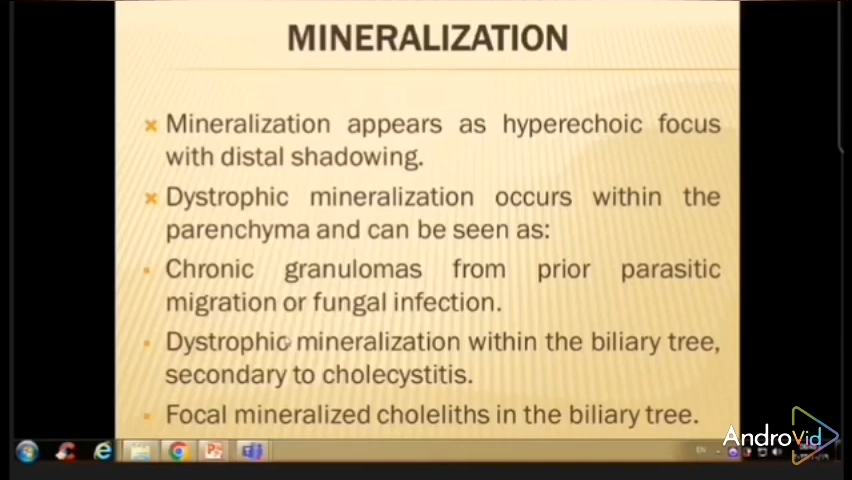 MINERALIZATION
Mineralization appears as hyperechoic focus
with distal shadowing.
Dystrophic mineralization occurs within the
parenchyma and can be seen as:
Chronic granulomas from prior parasitic
migration or fungal infection.
Dystrophic mineralization within the biliary tree,
secondary to cholecystitis.
Focal mineralized choleliths in the biliary tree.
AndroVid
EN